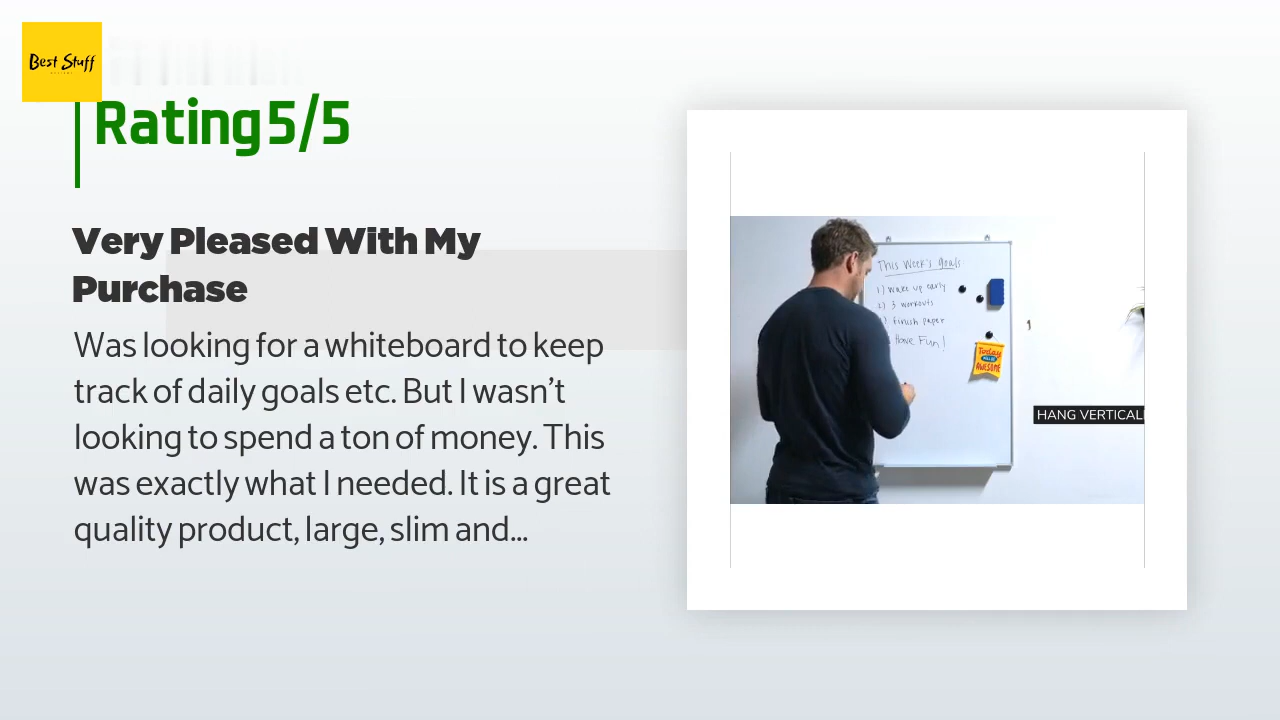 Best Stuff
Rating 5/5
Very Pleased With My
Purchase
Was looking for a whiteboard to keep
track of daily goals etc. But I wasn't
looking to spend a ton of money. This
was exactly what I needed. It is a great
quality product, large, slim and...
This Week's goals
1) wake up early
2) 3 workouts
) finish paper
Have Fun!
Today
AWESOME
HANG VERTICAL